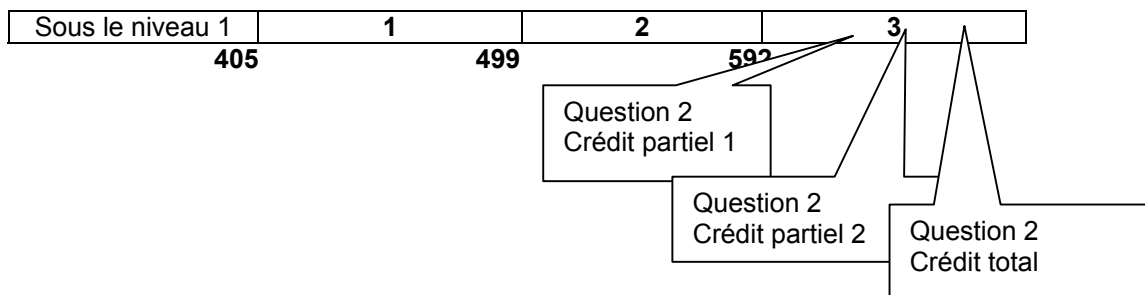 Sous le niveau 1 1 2 3
405 499 592
Question 2
Crédit partiel 1
Question 2
Crédit partiel 2
Question 2
Crédit total